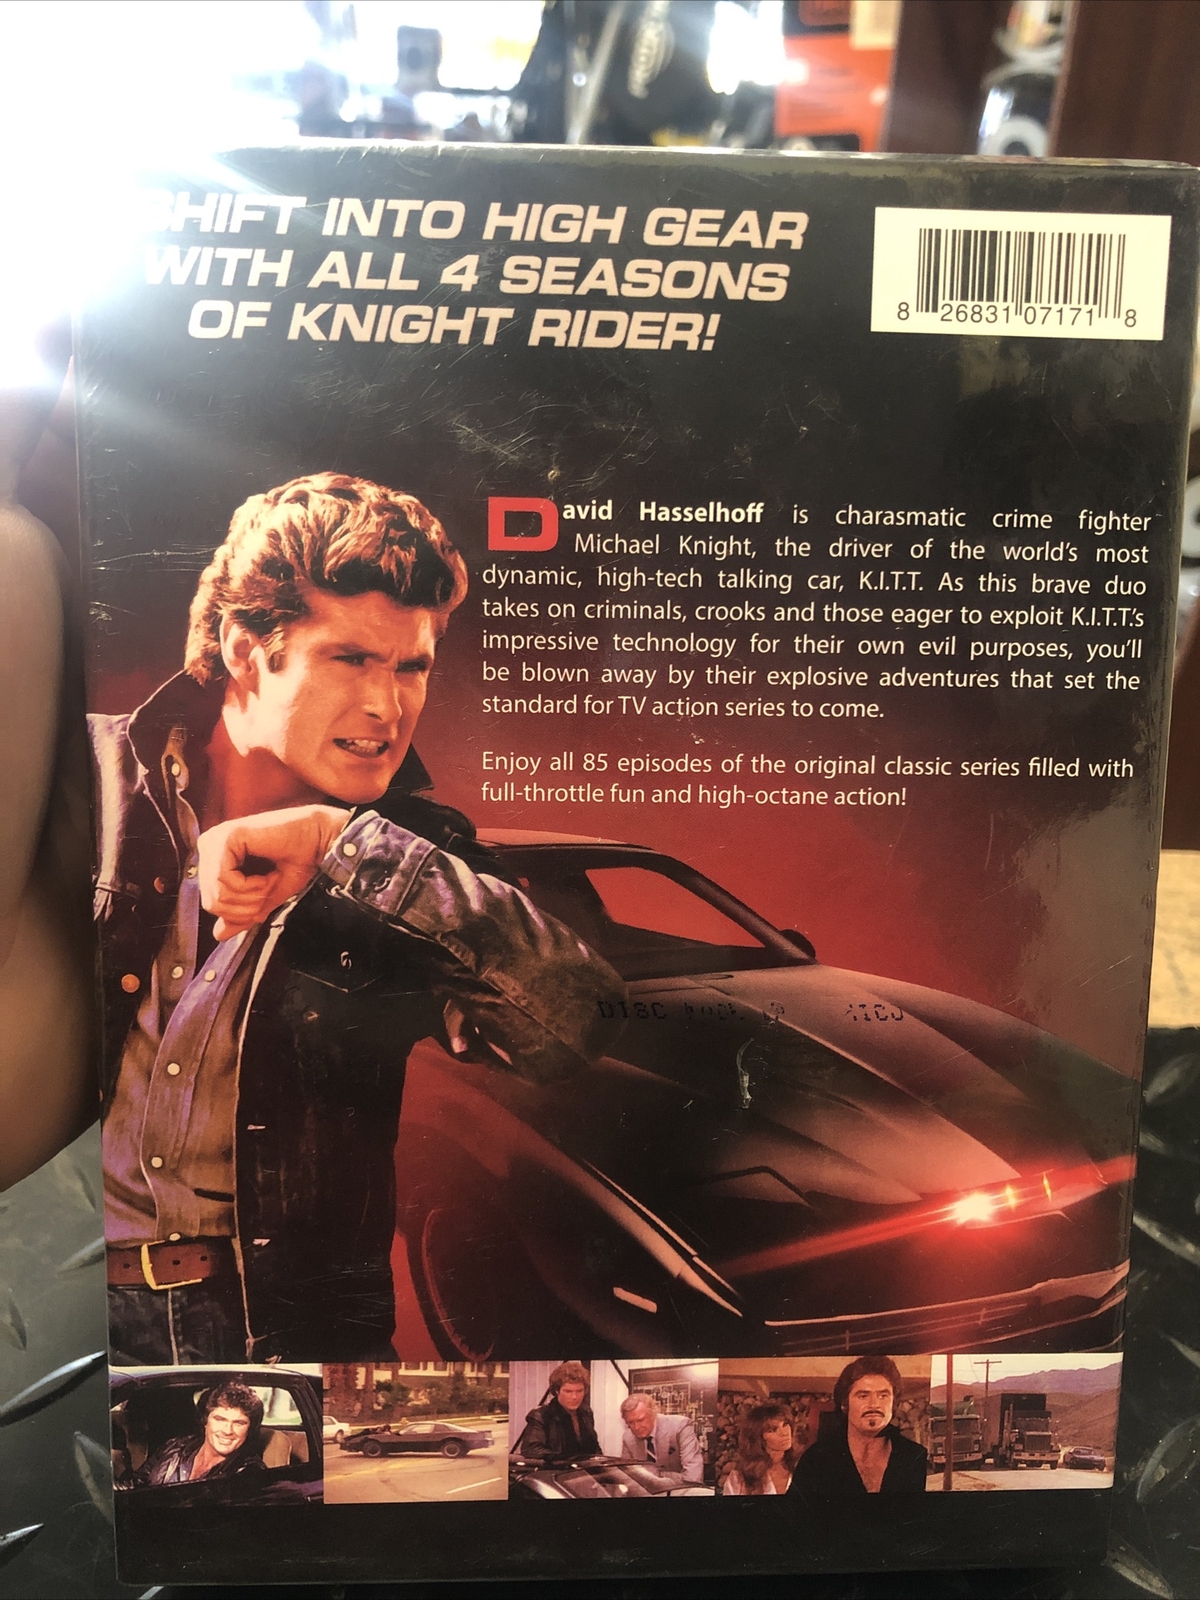 SHIFT INTO HIGH GEAR
WITH ALL 4 SEASONS
OF KNIGHT RIDER!
8 26831 07171 8
David Hasselhoff is charasmatic crime fighter
Michael Knight, the driver of the world's most
dynamic, high-tech talking car, K.I.T.T. As this brave duo
takes on criminals, crooks and those eager to exploit K.I.T.T.'s
impressive technology for their own evil purposes, you'll
be blown away by their explosive adventures that set the
standard for TV action series to come.
Enjoy all 85 episodes of the original classic series filled with
full-throttle fun and high-octane action!
DISC